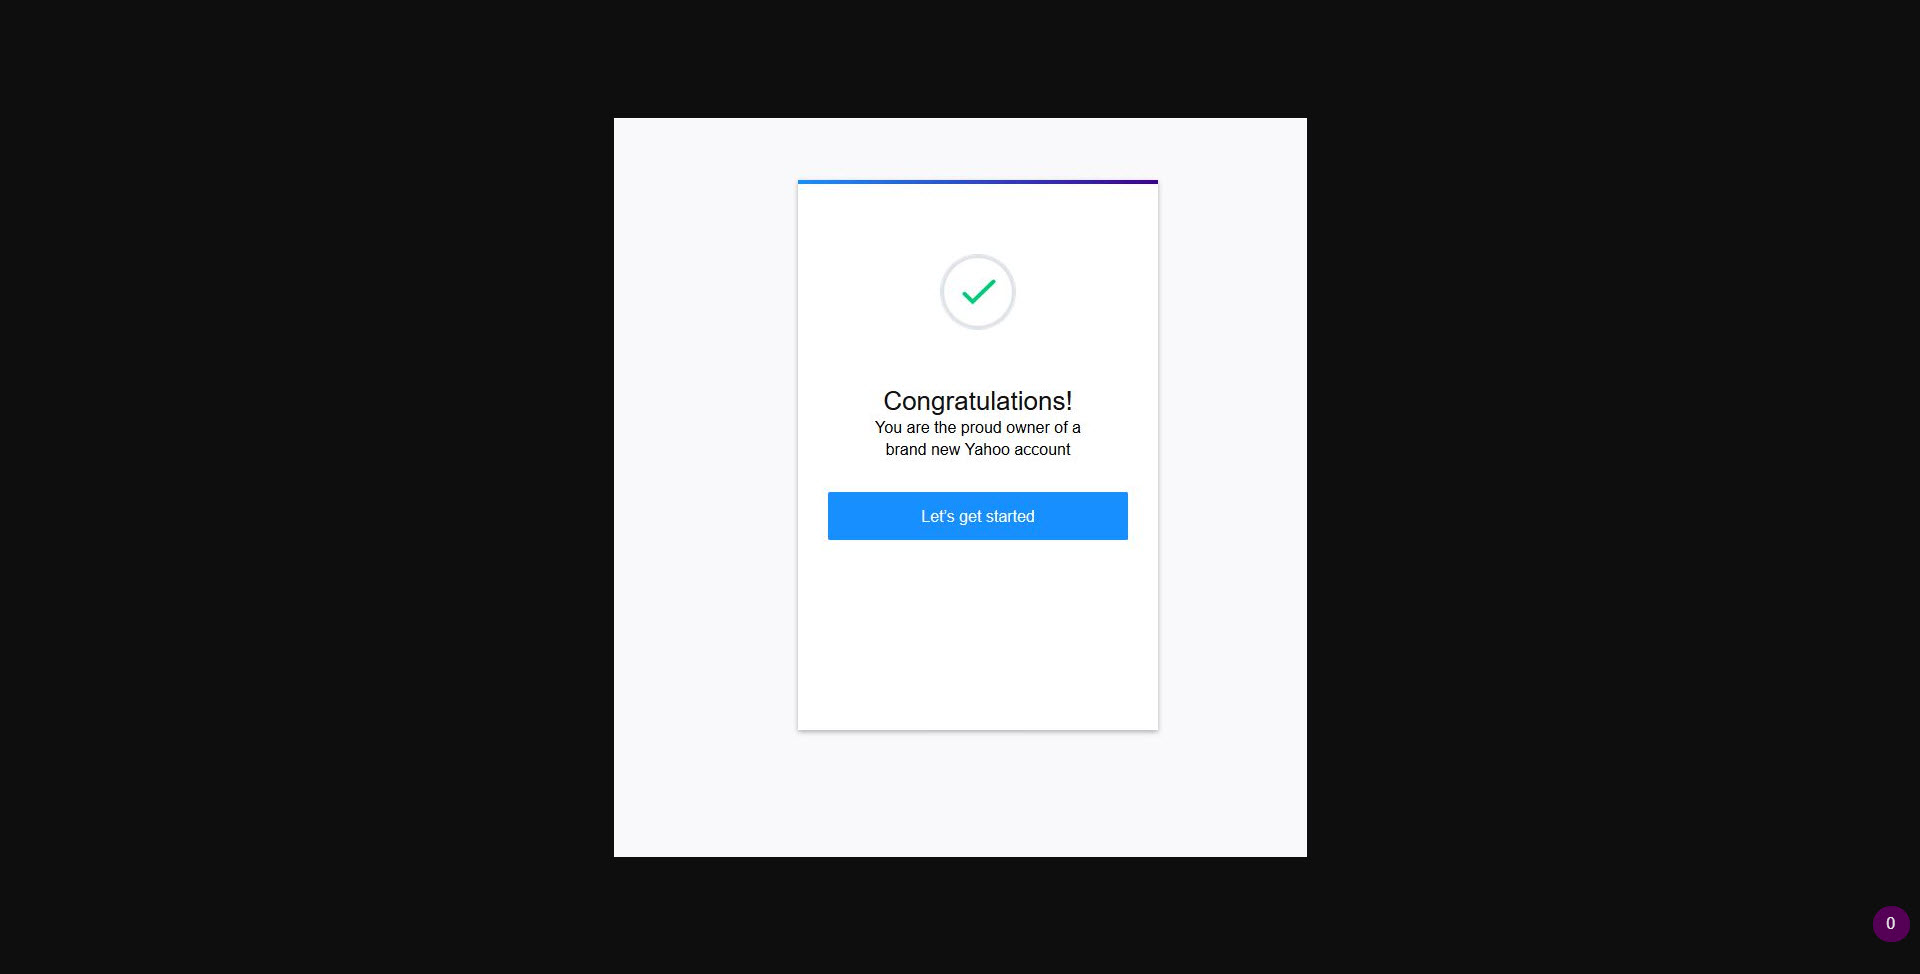 Congratulations!
You are the proud owner of a
brand new Yahoo account
Let's get started
0